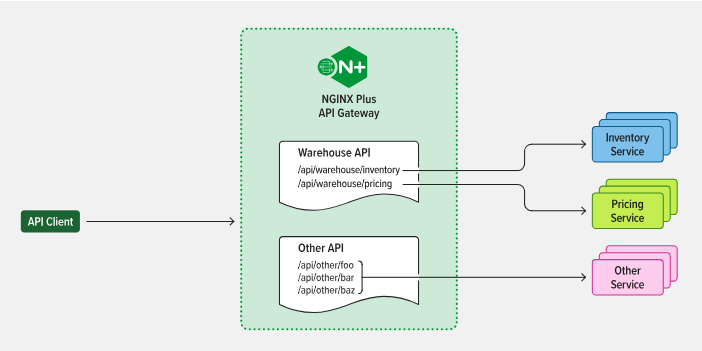 N+
NGINX Plus
API Gateway
Warehouse API
/api/warehouse/inventory
/api/warehouse/pricing
Other API
/api/other/foo
/api/other/bar
/api/other/baz
API Client
Inventory
Service
Pricing
Service
Other
Service